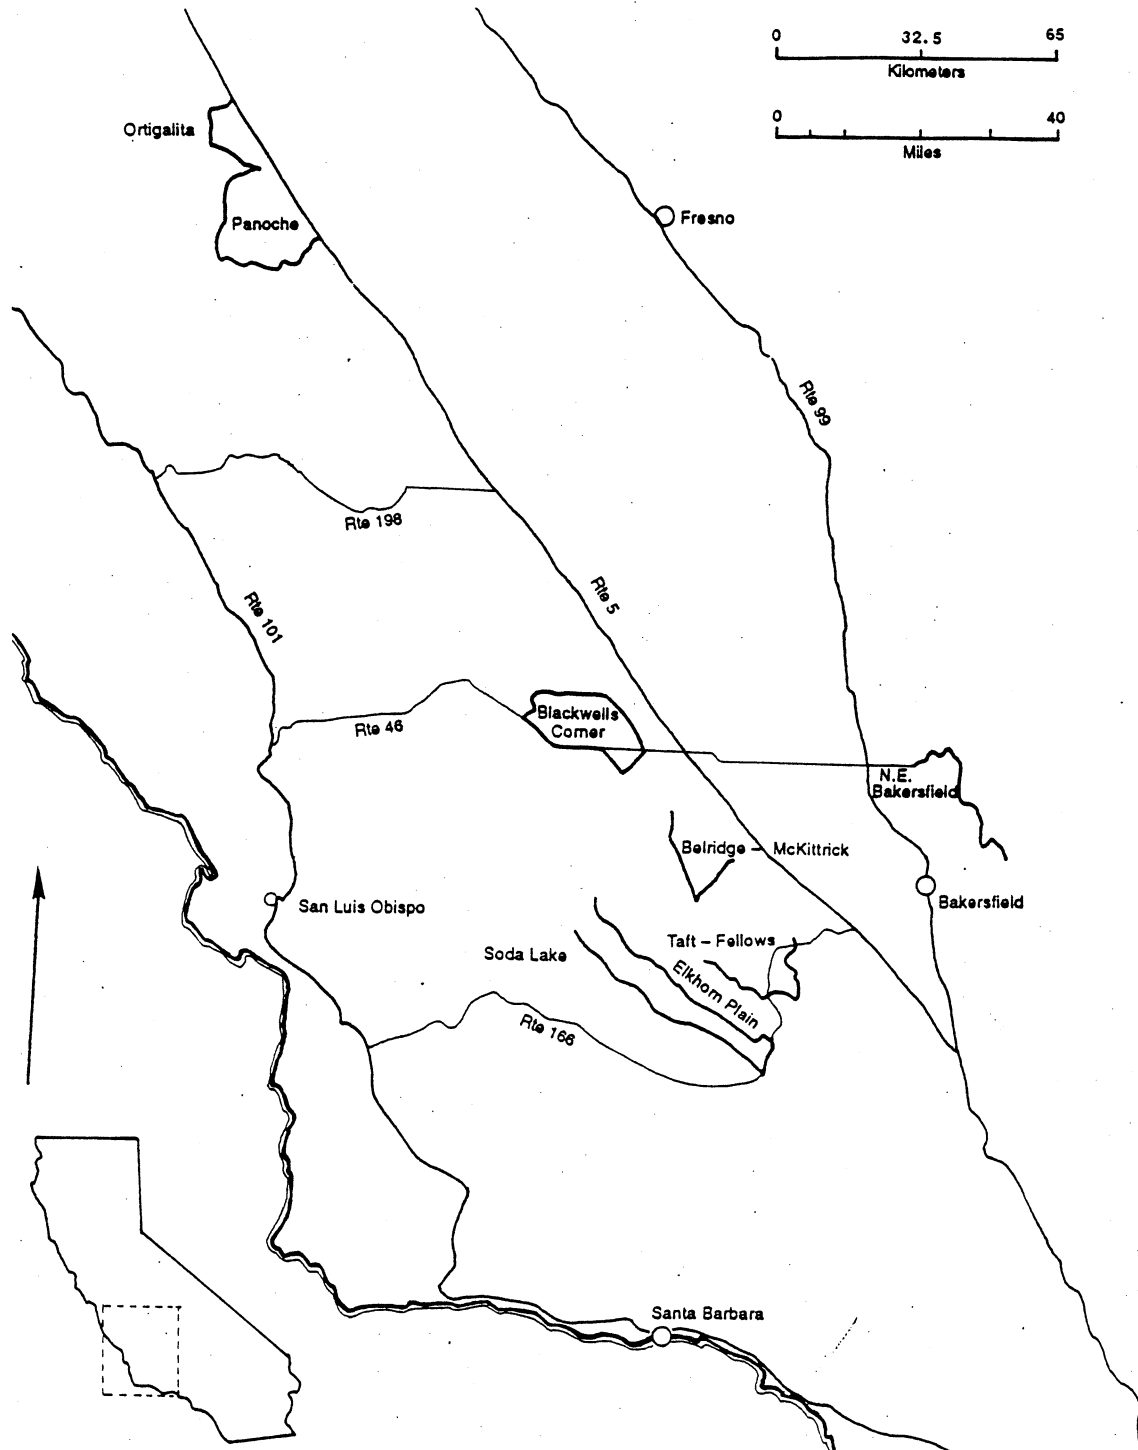 0 32.5 65
Kilometers
0 40
Miles
Ortigalita
Panoche
Fresno
Rte 99
Rte 198
Rte 5
Rte 101
Rte 46
Blackwells
Corner
N.E.
Bakersfield
Belridge – McKittrick
San Luis Obispo
Bakersfield
Soda Lake
Taft – Fellows
Elkhorn Plain
Rte 166
Santa Barbara